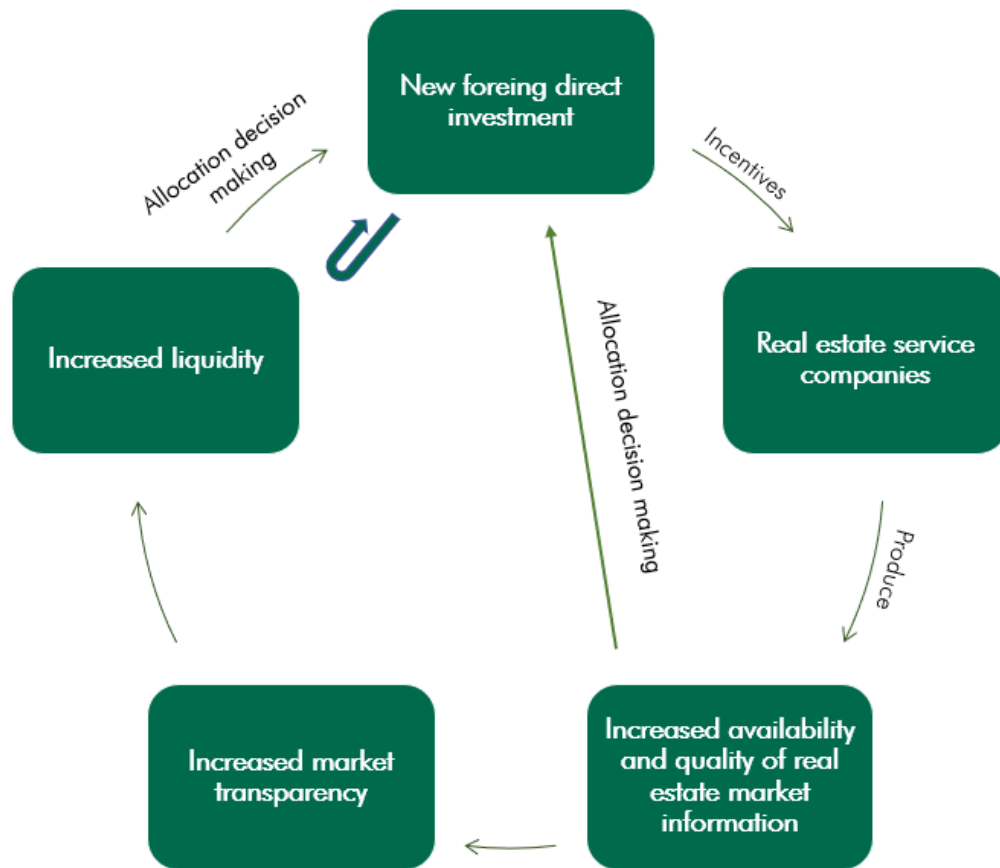 New foreing direct
investment
Incentives
Real estate service
companies
Produce
Increased availability
and quality of real
estate market
information
Allocation decision making
Increased market
transparency
Increased liquidity
Allocation decision
making